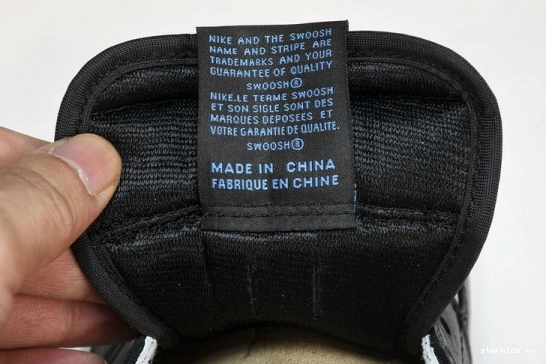 NIKE AND THE SWOOSH
NAME AND STRIPE ARE
TRADEMARKS AND YOUR
GUARANTEE OF QUALITY
SWOOSH®
NIKE.LE TERME SWOOSH
ET SON SIGLE SONT DES
MARQUES DEPOSEES ET
VOTRE GARANTIE DE QUALITE.
SWOOSH®
MADE IN CHINA
FABRIQUE EN CHINE